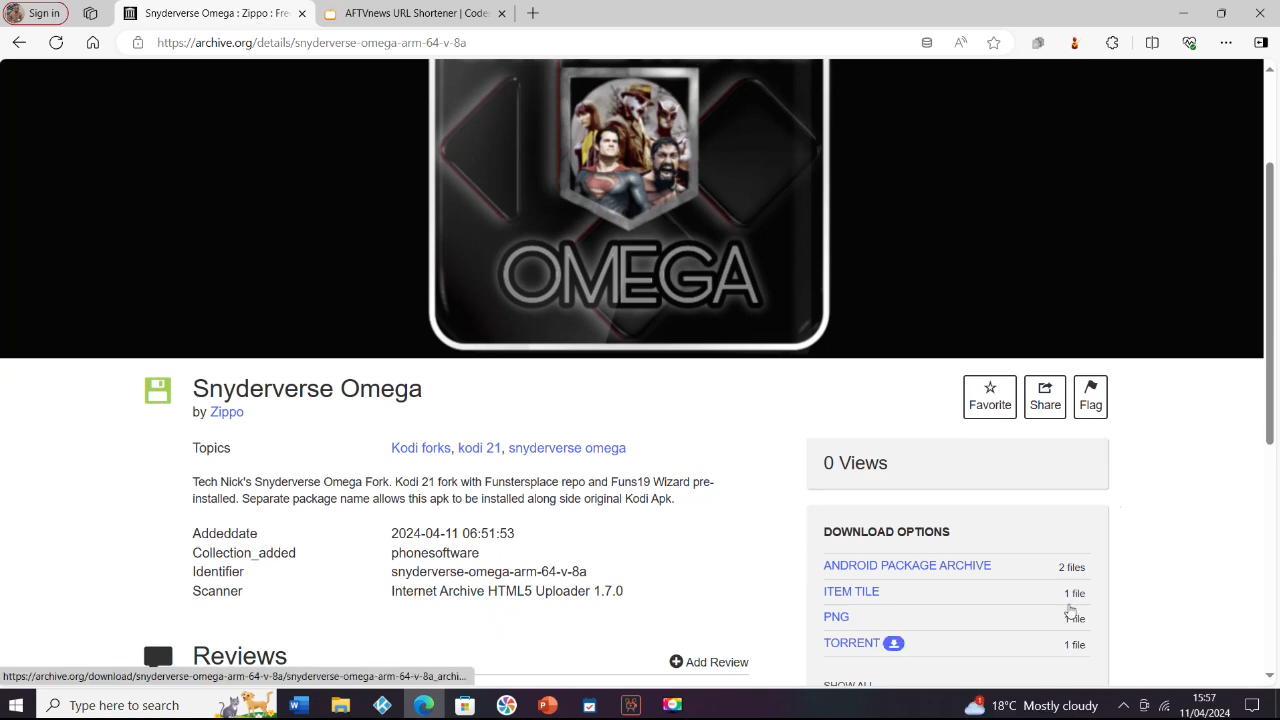 Sign in
Snyderverse Omega : Zippo : Fre
AFTVnews URL Shortener | Code
https://archive.org/details/snyderverse-omega-arm-64-v-8a
OMEGA
Snyderverse Omega
by Zippo
Favorite
Share
Flag
Topics
Kodi forks, kodi 21, snyderverse omega
0 Views
Tech Nick's Snyderverse Omega Fork. Kodi 21 fork with Funstersplace repo and Funs19 Wizard pre-
installed. Separate package name allows this apk to be installed along side original Kodi Apk.
Addeddate 2024-04-11 06:51:53
Collection_added phonesoftware
Identifier snyderverse-omega-arm-64-v-8a
Scanner Internet Archive HTML5 Uploader 1.7.0
DOWNLOAD OPTIONS
ANDROID PACKAGE ARCHIVE 2 files
ITEM TILE 1 file
PNG 1 file
TORRENT 1 file
SHOW ALL
Reviews
Add Review
https://archive.org/download/snyderverse-omega-arm-64-v-8a/snyderverse-omega-arm-64-v-8a_archi...
Type here to search
18°C Mostly cloudy
15:57
11/04/2024